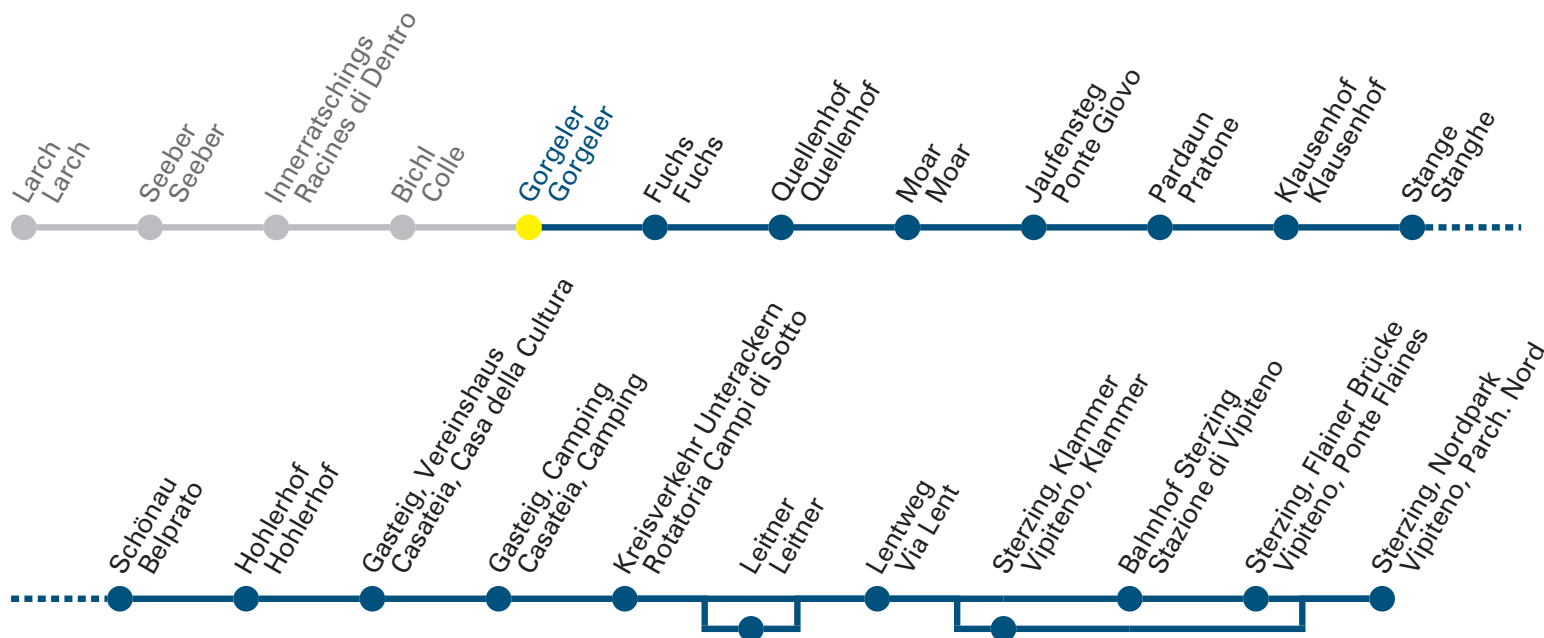 Larch
Larch
Seeber
Seeber
Innerratschings
Racines di Dentro
Bichl
Colle
Gorgeler
Gorgeler
Fuchs
Fuchs
Quellenhof
Quellenhof
Moar
Moar
Jaufensteg
Ponte Giovo
Pardaun
Pratone
Klausenhof
Klausenhof
Stange
Stanghe
Schönau
Belprato
Hohlerhof
Hohlerhof
Gasteig, Vereinshaus
Casateia, Casa della Cultura
Gasteig, Camping
Casateia, Camping
Kreisverkehr Unterackern
Rotatoria Campi di Sotto
Leitner
Leitner
Lentweg
Via Lent
Sterzing, Klammer
Vipiteno, Klammer
Bahnhof Sterzing
Stazione di Vipiteno
Sterzing, Flainer Brücke
Vipiteno, Ponte Flaines
Sterzing, Nordpark
Vipiteno, Parch. Nord